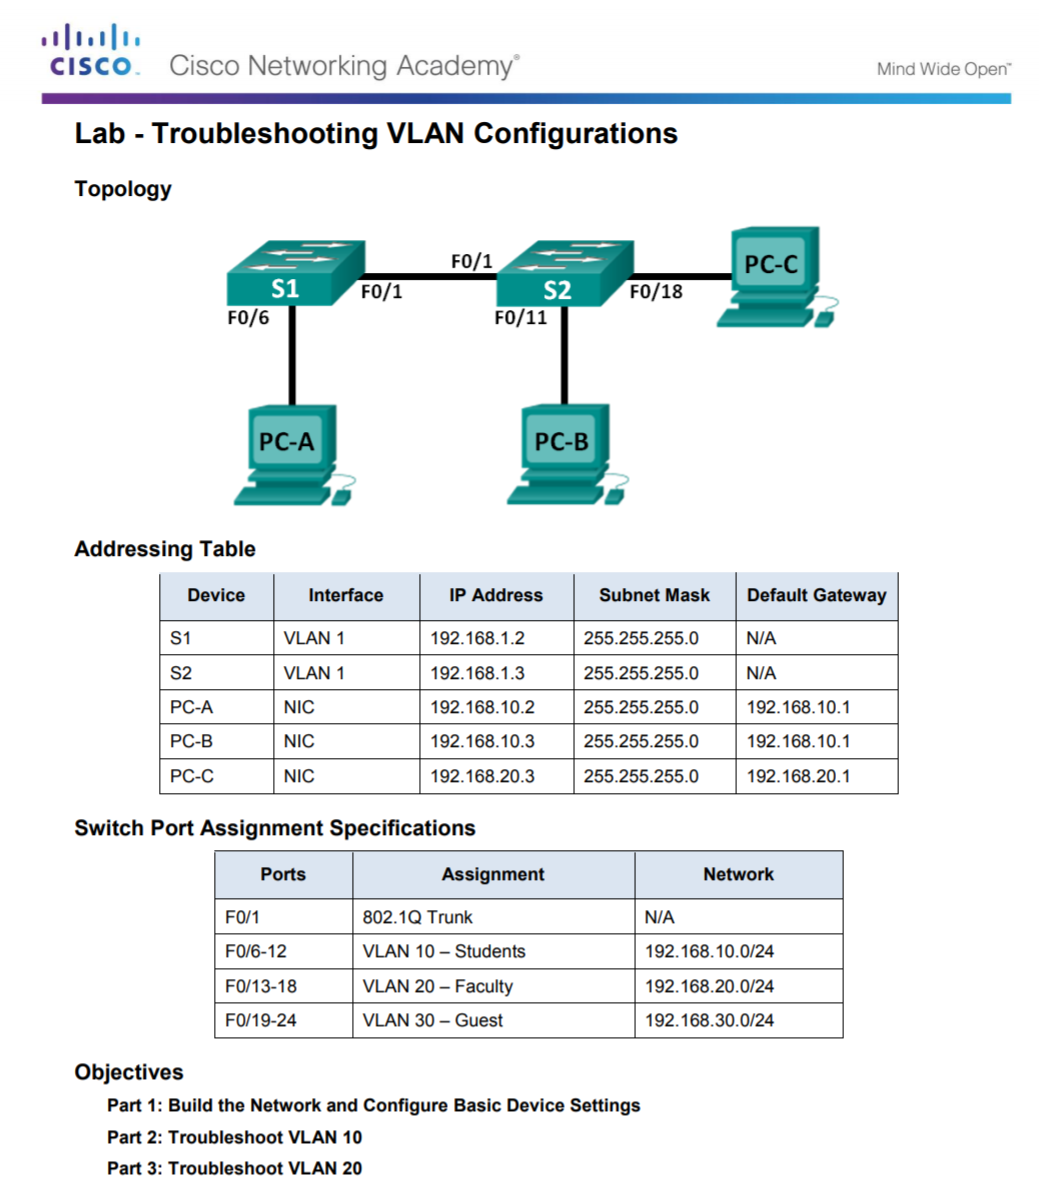 CISCO. Cisco Networking Academy® Mind Wide Open™
Lab - Troubleshooting VLAN Configurations
Topology
S1
F0/1
F0/1
S2
F0/18
PC-C
F0/6
F0/11
PC-A
PC-B
Addressing Table
Device Interface IP Address Subnet Mask Default Gateway
S1 VLAN 1 192.168.1.2 255.255.255.0 N/A
S2 VLAN 1 192.168.1.3 255.255.255.0 N/A
PC-A NIC 192.168.10.2 255.255.255.0 192.168.10.1
PC-B NIC 192.168.10.3 255.255.255.0 192.168.10.1
PC-C NIC 192.168.20.3 255.255.255.0 192.168.20.1
Switch Port Assignment Specifications
Ports Assignment Network
F0/1 802.1Q Trunk N/A
F0/6-12 VLAN 10 – Students 192.168.10.0/24
F0/13-18 VLAN 20 – Faculty 192.168.20.0/24
F0/19-24 VLAN 30 – Guest 192.168.30.0/24
Objectives
Part 1: Build the Network and Configure Basic Device Settings
Part 2: Troubleshoot VLAN 10
Part 3: Troubleshoot VLAN 20